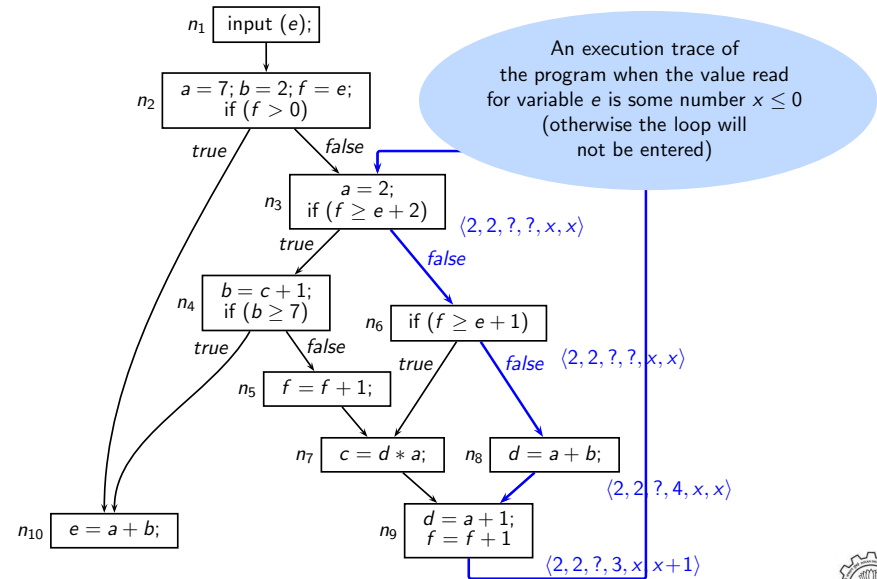 n1 input (e);
An execution trace of
the program when the value read
for variable e is some number x ≤ 0
(otherwise the loop will
not be entered)
n2 a = 7; b = 2; f = e;
if (f > 0)
true
false
n3 a = 2;
if (f ≥ e + 2)
⟨2, 2, ?, ?, x, x⟩
true
false
n4 b = c + 1;
if (b ≥ 7)
n6 if (f ≥ e + 1)
true
false
true
false
⟨2, 2, ?, ?, x, x⟩
n5 f = f + 1;
n7 c = d ∗ a;
n8 d = a + b;
⟨2, 2, ?, 4, x, x⟩
n10 e = a + b;
n9 d = a + 1;
f = f + 1
⟨2, 2, ?, 3, x, x+1⟩